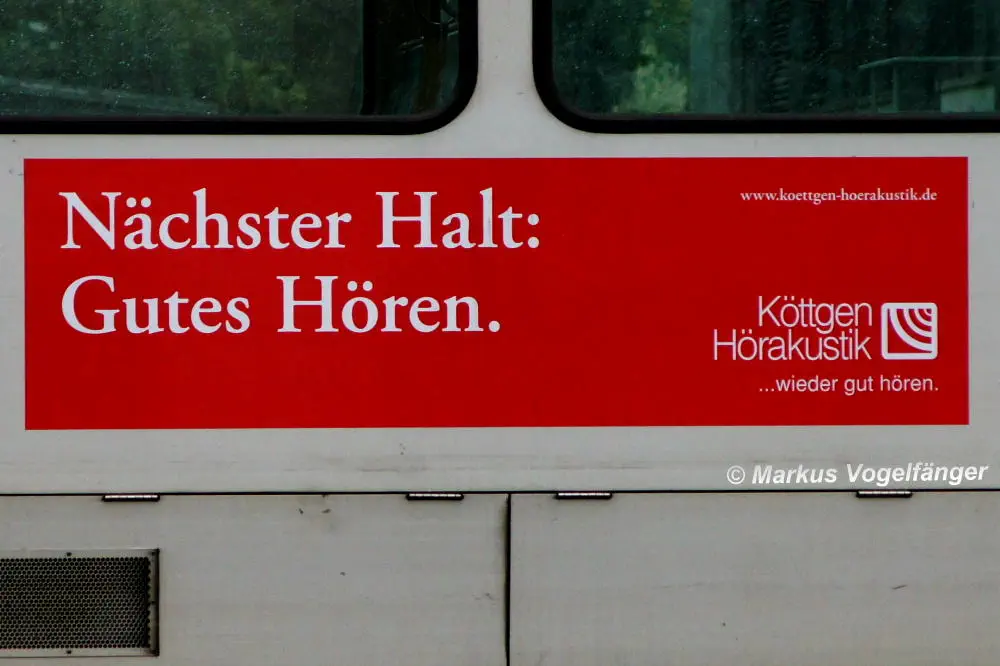 Nächster Halt:
Gutes Hören.
www.koettgen-hoerakustik.de
Köttgen
Hörakustik
...wieder gut hören.
© Markus Vogelfänger